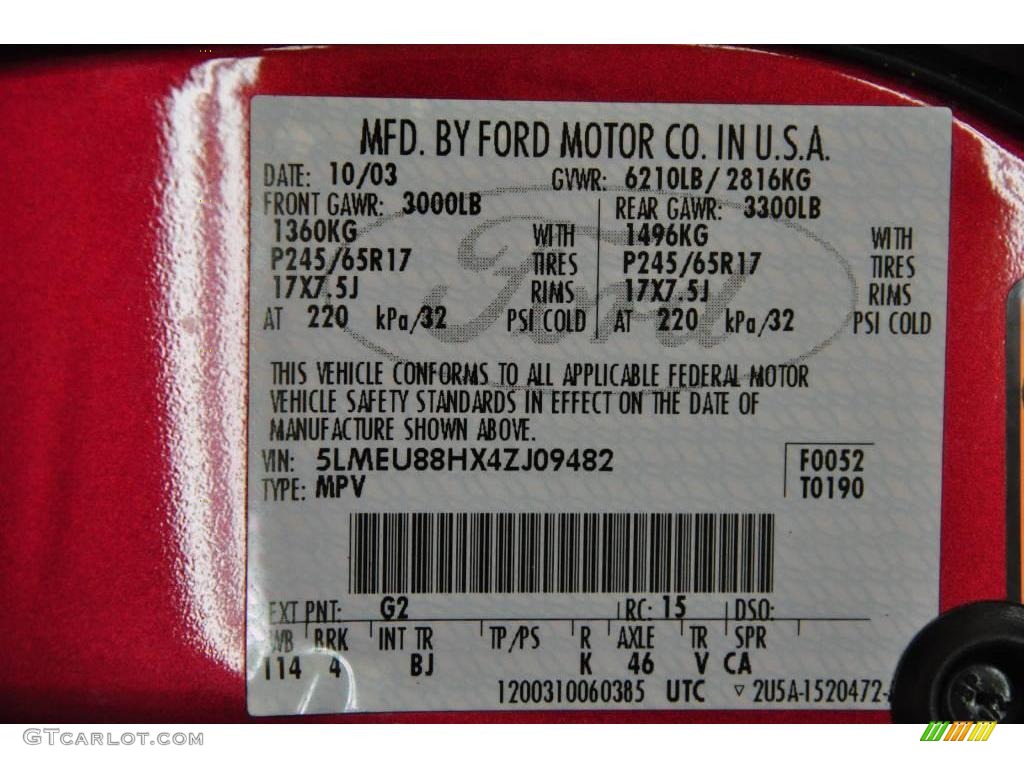 MFD. BY FORD MOTOR CO. IN U.S.A.
DATE: 10/03 GVWR: 6210LB/ 2816KG
FRONT GAWR: 3000LB REAR GAWR: 3300LB
1360KG WITH 1496KG WITH
P245/65R17 TIRES P245/65R17 TIRES
17X7.5J RIMS 17X7.5J RIMS
AT 220 kPa/32 PSI COLD AT 220 kPa/32 PSI COLD
Ford
THIS VEHICLE CONFORMS TO ALL APPLICABLE FEDERAL MOTOR
VEHICLE SAFETY STANDARDS IN EFFECT ON THE DATE OF
MANUFACTURE SHOWN ABOVE.
VIN: 5LMEU88HX4ZJ09482 F0052
TYPE: MPV T0190
EXT PNT: G2 RC: 15 DSO:
WB BRK INT TR TP/PS R AXLE TR SPR
114 4 BJ K 46 V CA
1200310060385 UTC ▽ 2U5A-1520472-
GTCARLOT.COM